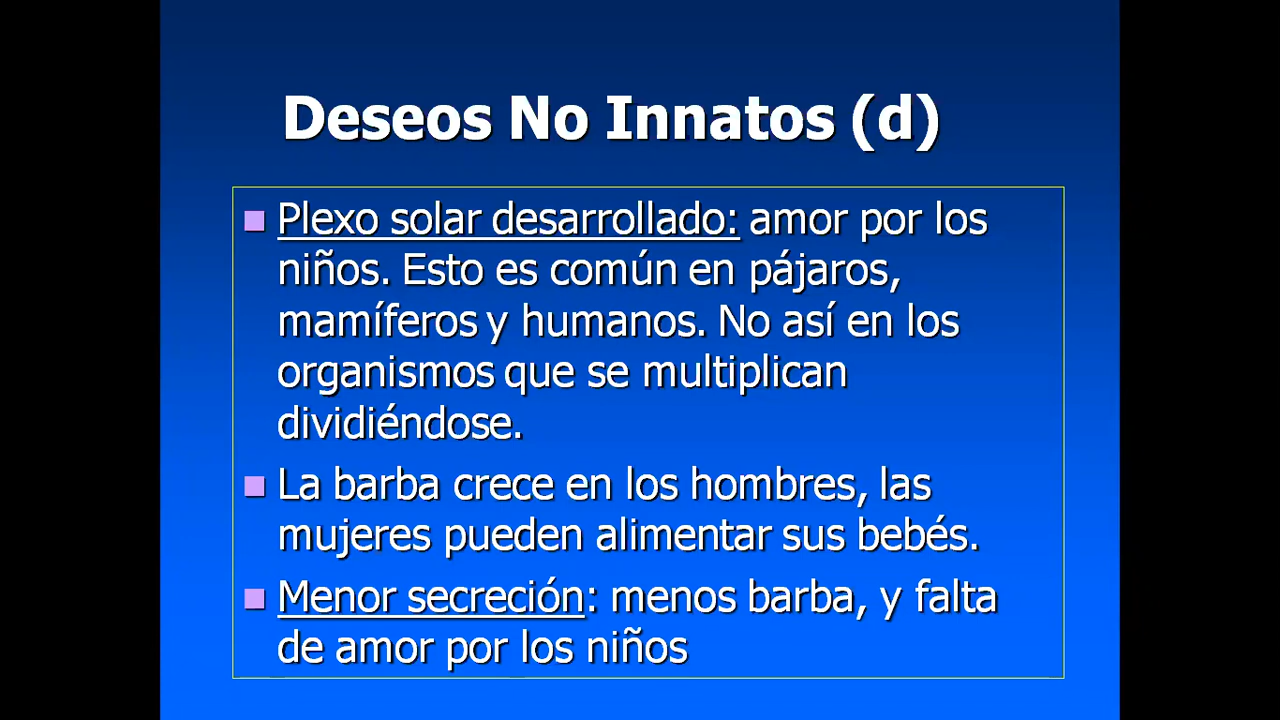 Deseos No Innatos (d)
Plexo solar desarrollado: amor por los
niños. Esto es común en pájaros,
mamíferos y humanos. No así en los
organismos que se multiplican
dividiéndose.
La barba crece en los hombres, las
mujeres pueden alimentar sus bebés.
Menor secreción: menos barba, y falta
de amor por los niños